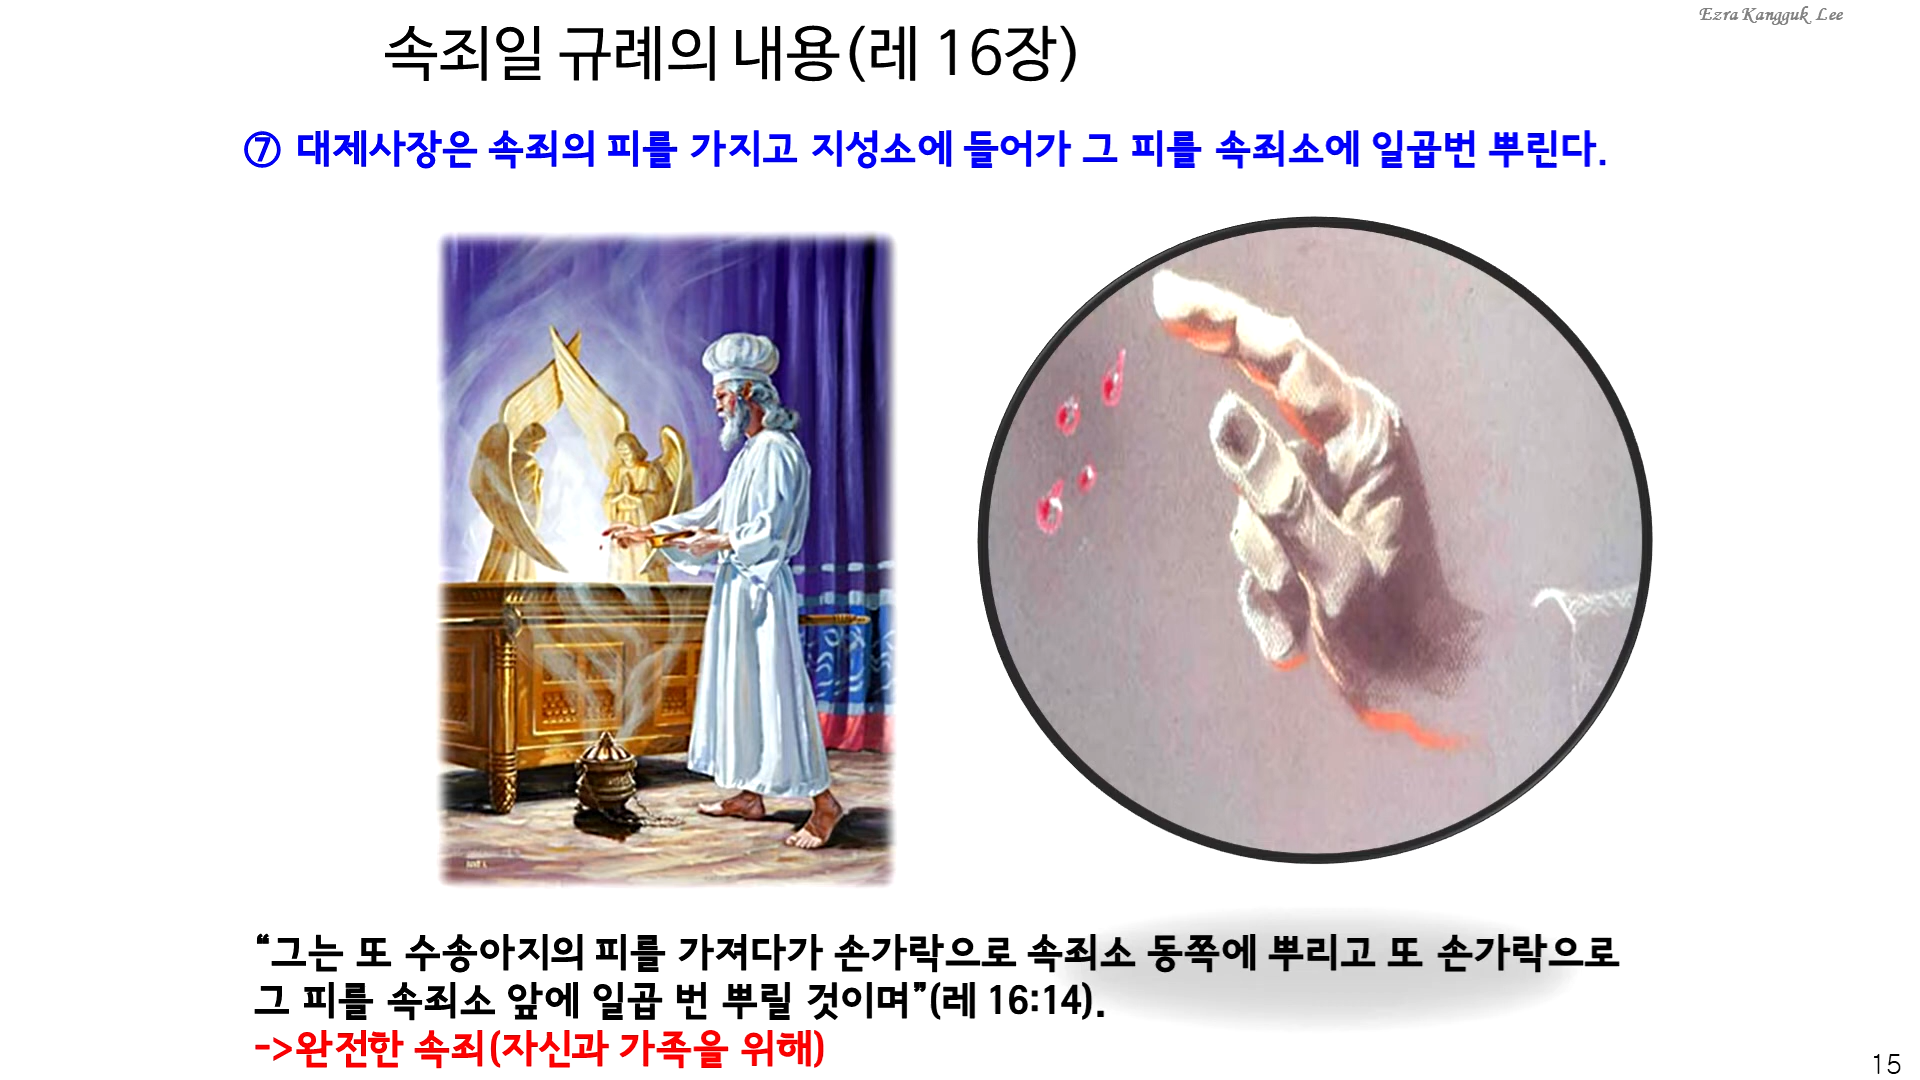 Ezra Kangguk Lee
속죄일 규례의 내용(레 16장)
⑦ 대제사장은 속죄의 피를 가지고 지성소에 들어가 그 피를 속죄소에 일곱번 뿌린다.
“그는 또 수송아지의 피를 가져다가 손가락으로 속죄소 동쪽에 뿌리고 또 손가락으로
그 피를 속죄소 앞에 일곱 번 뿌릴 것이며”(레 16:14).
->완전한 속죄(자신과 가족을 위해)
15